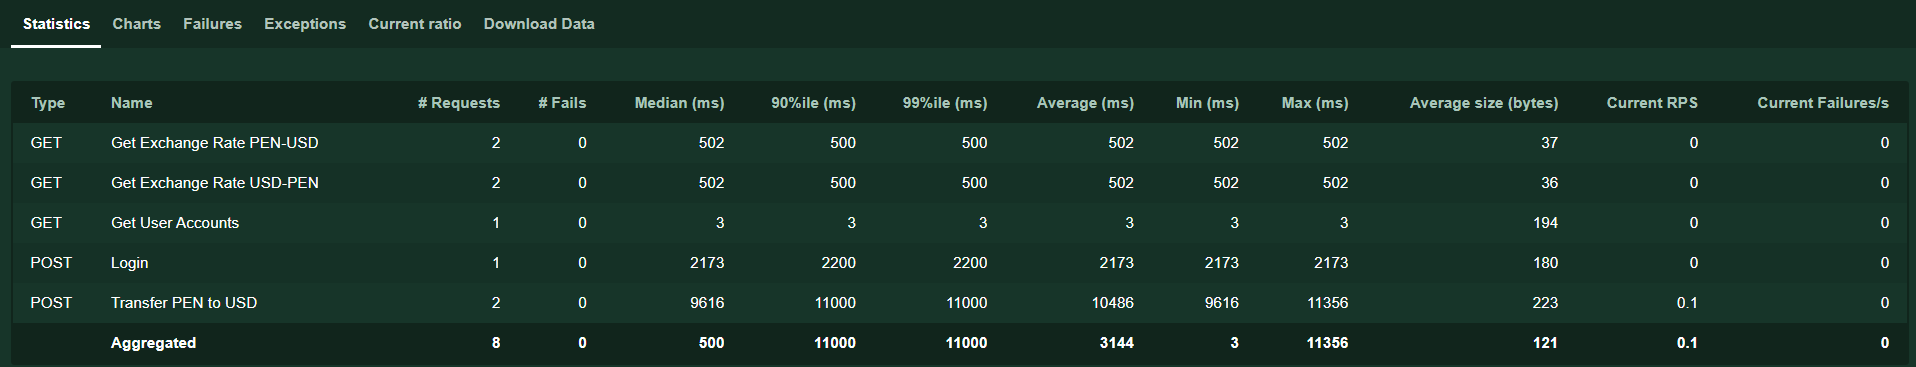 Statistics Charts Failures Exceptions Current ratio Download Data
Type Name # Requests # Fails Median (ms) 90%ile (ms) 99%ile (ms) Average (ms) Min (ms) Max (ms) Average size (bytes) Current RPS Current Failures/s
GET Get Exchange Rate PEN-USD 2 0 502 500 500 502 502 502 37 0 0
GET Get Exchange Rate USD-PEN 2 0 502 500 500 502 502 502 36 0 0
GET Get User Accounts 1 0 3 3 3 3 3 3 194 0 0
POST Login 1 0 2173 2200 2200 2173 2173 2173 180 0 0
POST Transfer PEN to USD 2 0 9616 11000 11000 10486 9616 11356 223 0.1 0
Aggregated 8 0 500 11000 11000 3144 3 11356 121 0.1 0